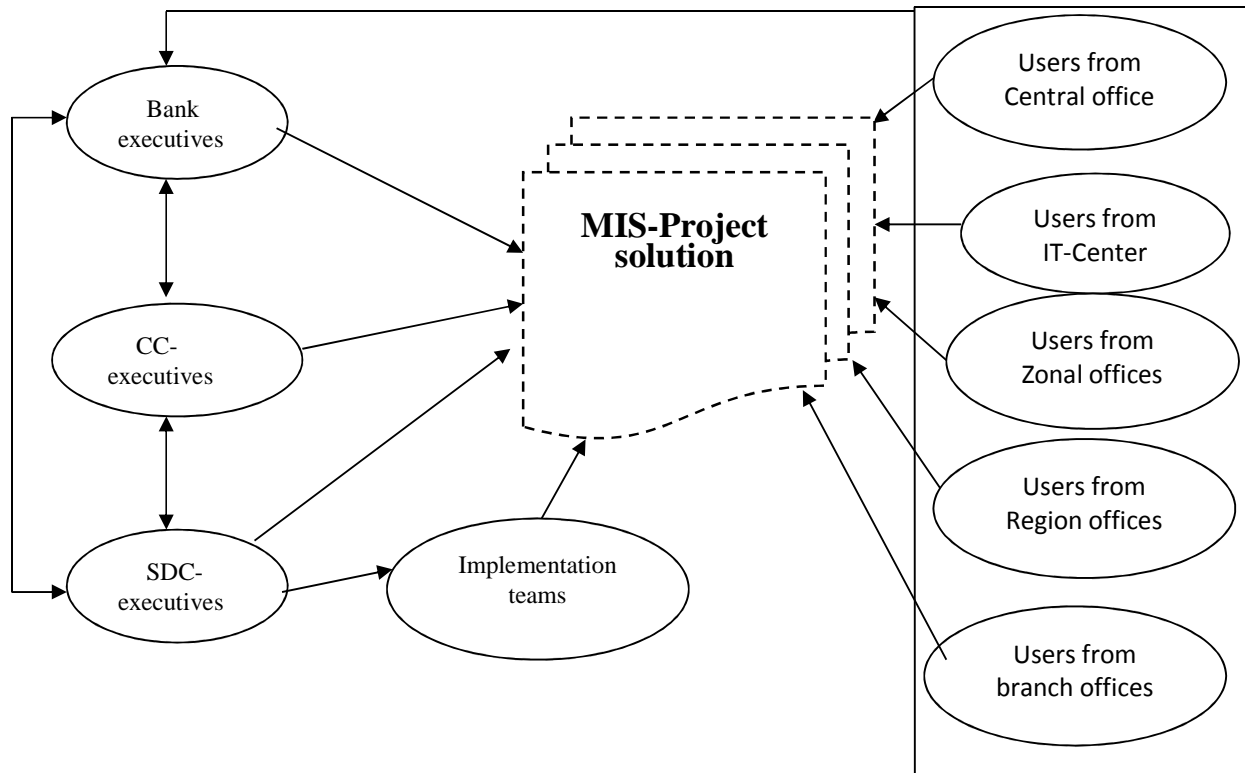 Bank
executives
CC-
executives
SDC-
executives
Implementation
teams
MIS-Project
solution
Users from
Central office
Users from
IT-Center
Users from
Zonal offices
Users from
Region offices
Users from
branch offices